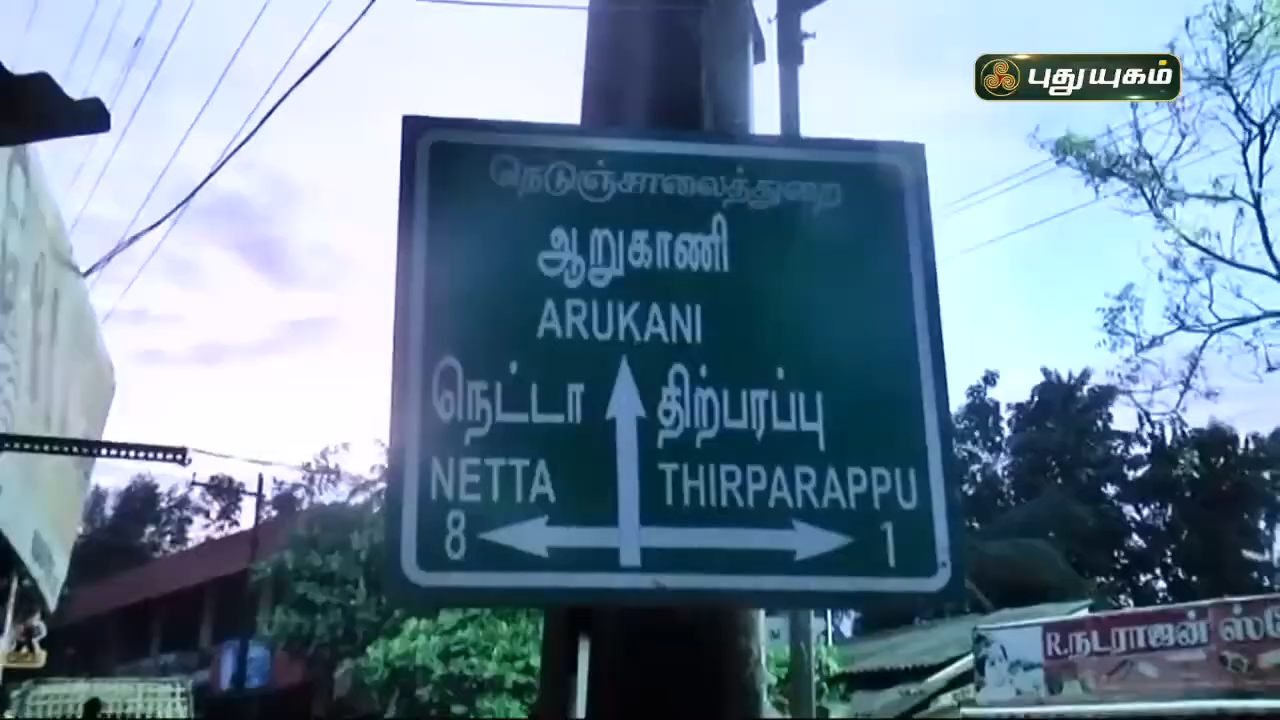 புதுயுகம்
நெடுஞ்சாலைத்துறை
ஆறுகாணி
ARUKANI
நெட்டா
திற்பரப்பு
NETTA
THIRPARAPPU
8
1
R.நடராஜன்